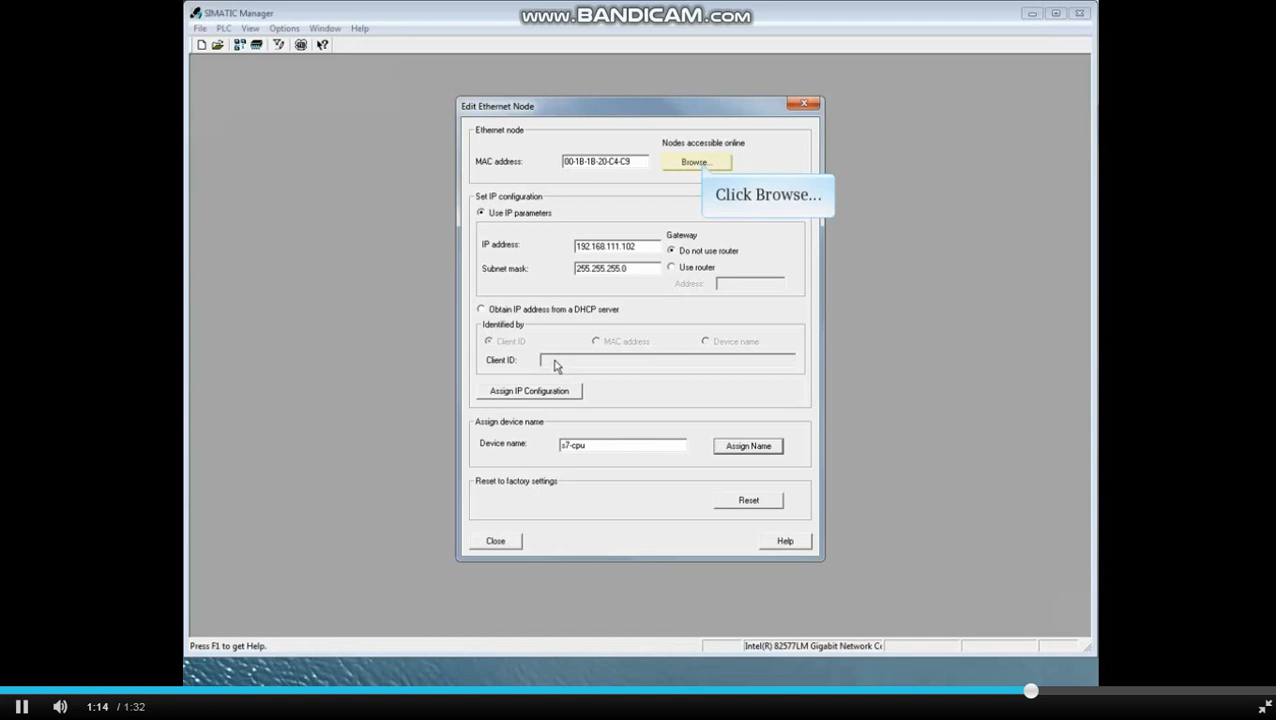 SIMATIC Manager
www.BANDICAM.com
File PLC View Options Window Help
Edit Ethernet Node
Ethernet node
Nodes accessible online
MAC address: 00-1B-1B-20-C4-C9 Browse...
Click Browse...
Set IP configuration
Use IP parameters
Gateway
IP address: 192.168.111.102 Do not use router
Subnet mask: 255.255.255.0 Use router
Address:
Obtain IP address from a DHCP server
Identified by
Client ID MAC address Device name
Client ID:
Assign IP Configuration
Assign device name
Device name: s7-cpu Assign Name
Reset to factory settings
Reset
Close Help
Press F1 to get Help. Intel(R) 82577LM Gigabit Network Cc
1:14 / 1:32